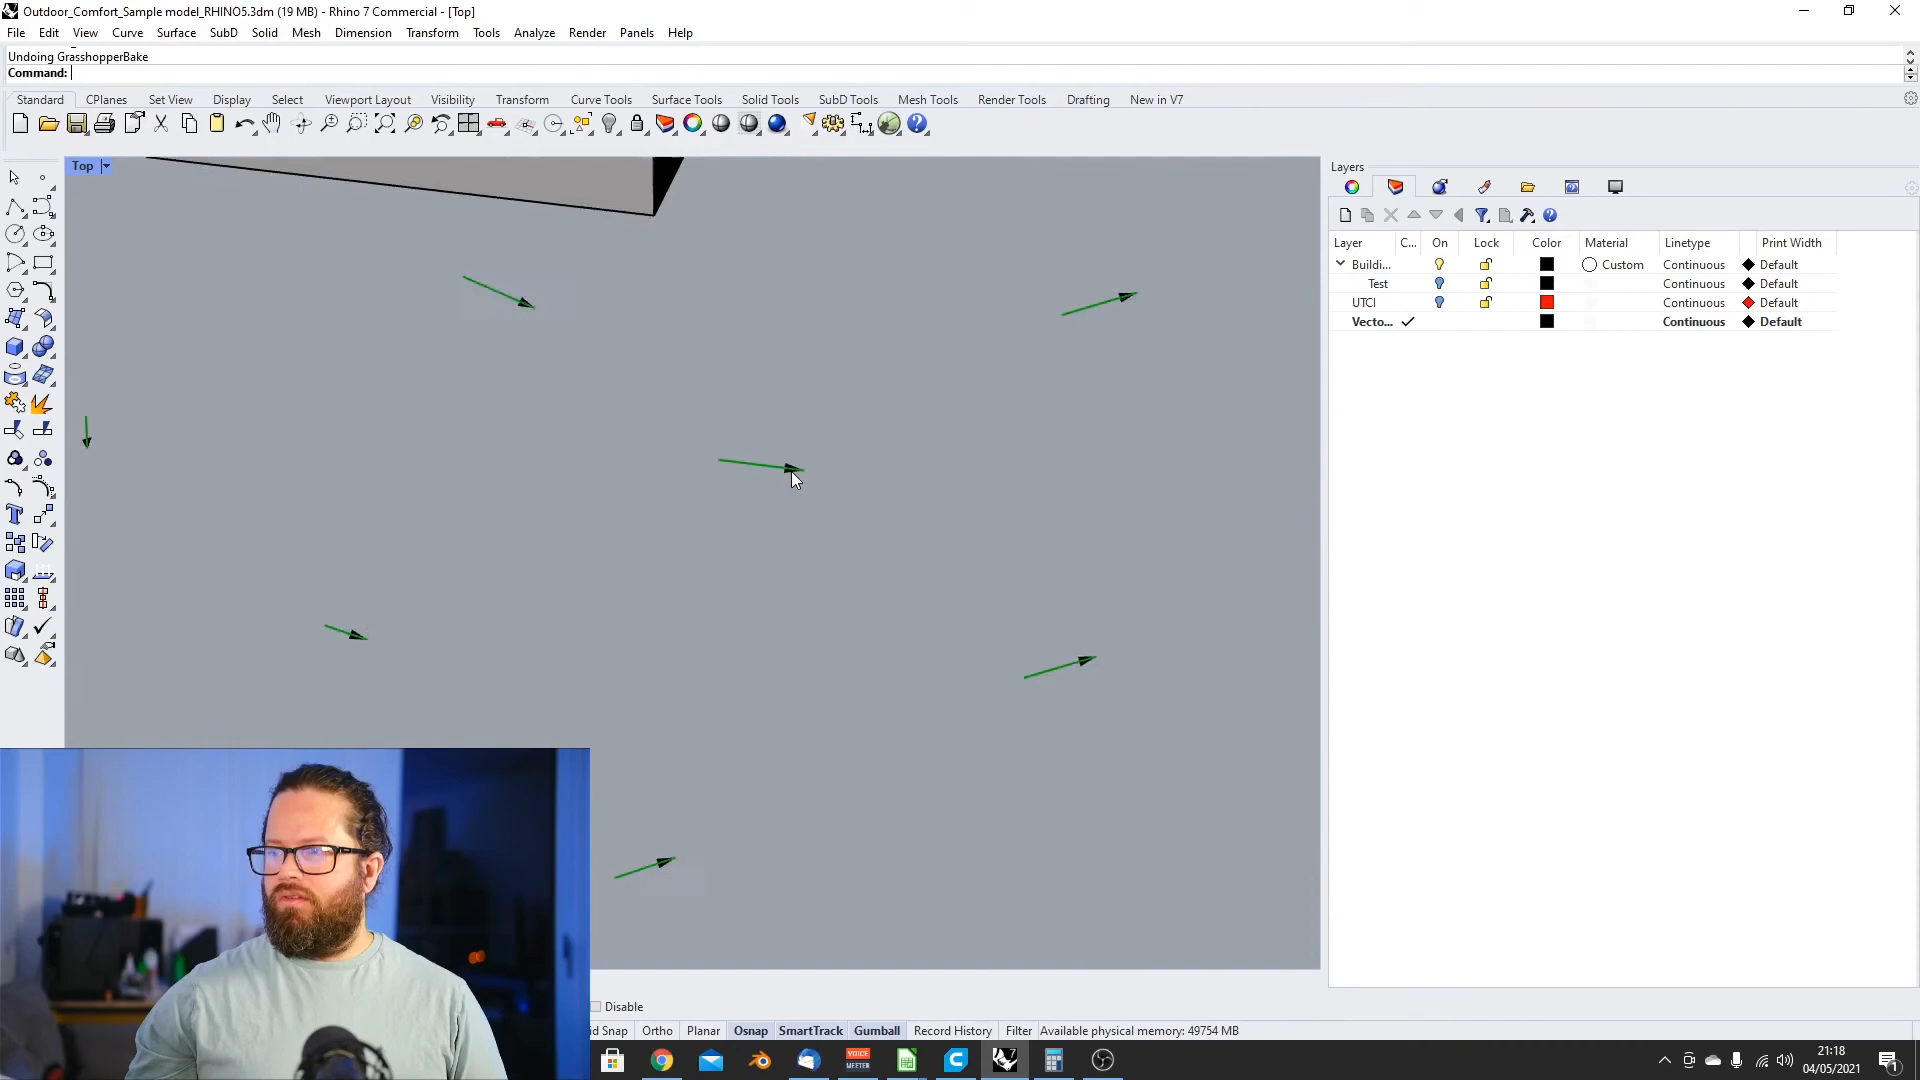 Outdoor_Comfort_Sample model_RHINO5.3dm (19 MB) - Rhino 7 Commercial - [Top]
File Edit View Curve Surface SubD Solid Mesh Dimension Transform Tools Analyze Render Panels Help
Undoing GrasshopperBake
Command:
Standard CPlanes Set View Display Select Viewport Layout Visibility Transform Curve Tools Surface Tools Solid Tools SubD Tools Mesh Tools Render Tools Drafting New in V7
Top
Layers
Layer C... On Lock Color Material Linetype Print Width
Buildi... Custom Continuous Default
Test Continuous Default
UTCI Continuous Default
Vecto... Continuous Default
Disable
id Snap Ortho Planar Osnap SmartTrack Gumball Record History Filter Available physical memory: 49754 MB
VOICE
MEETER
21:18
04/05/2021
1